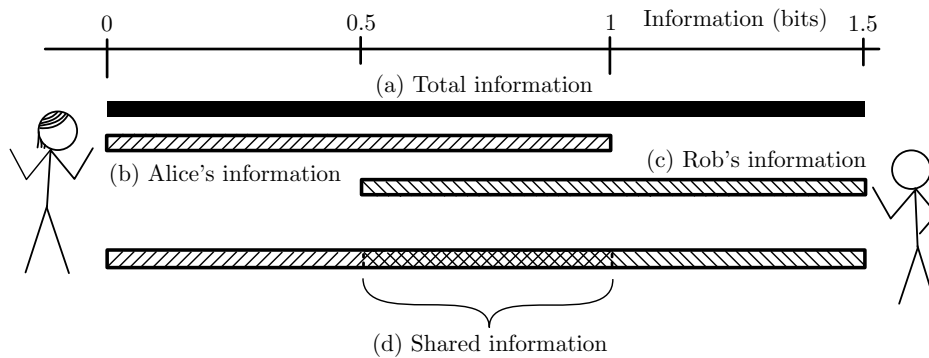 0 0.5 1 Information (bits) 1.5
(a) Total information
(b) Alice's information
(c) Rob's information
(d) Shared information